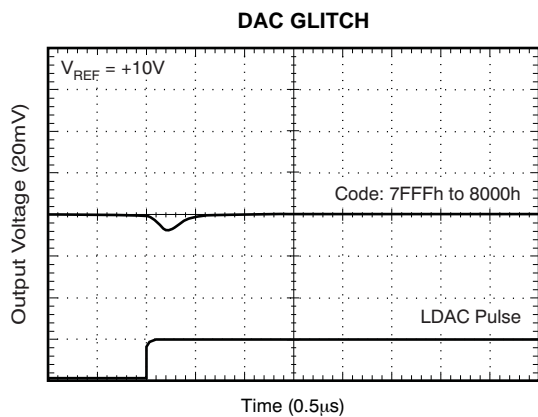 DAC GLITCH
V_REF = +10V
Code: 7FFFh to 8000h
LDAC Pulse
Output Voltage (20mV)
Time (0.5µs)